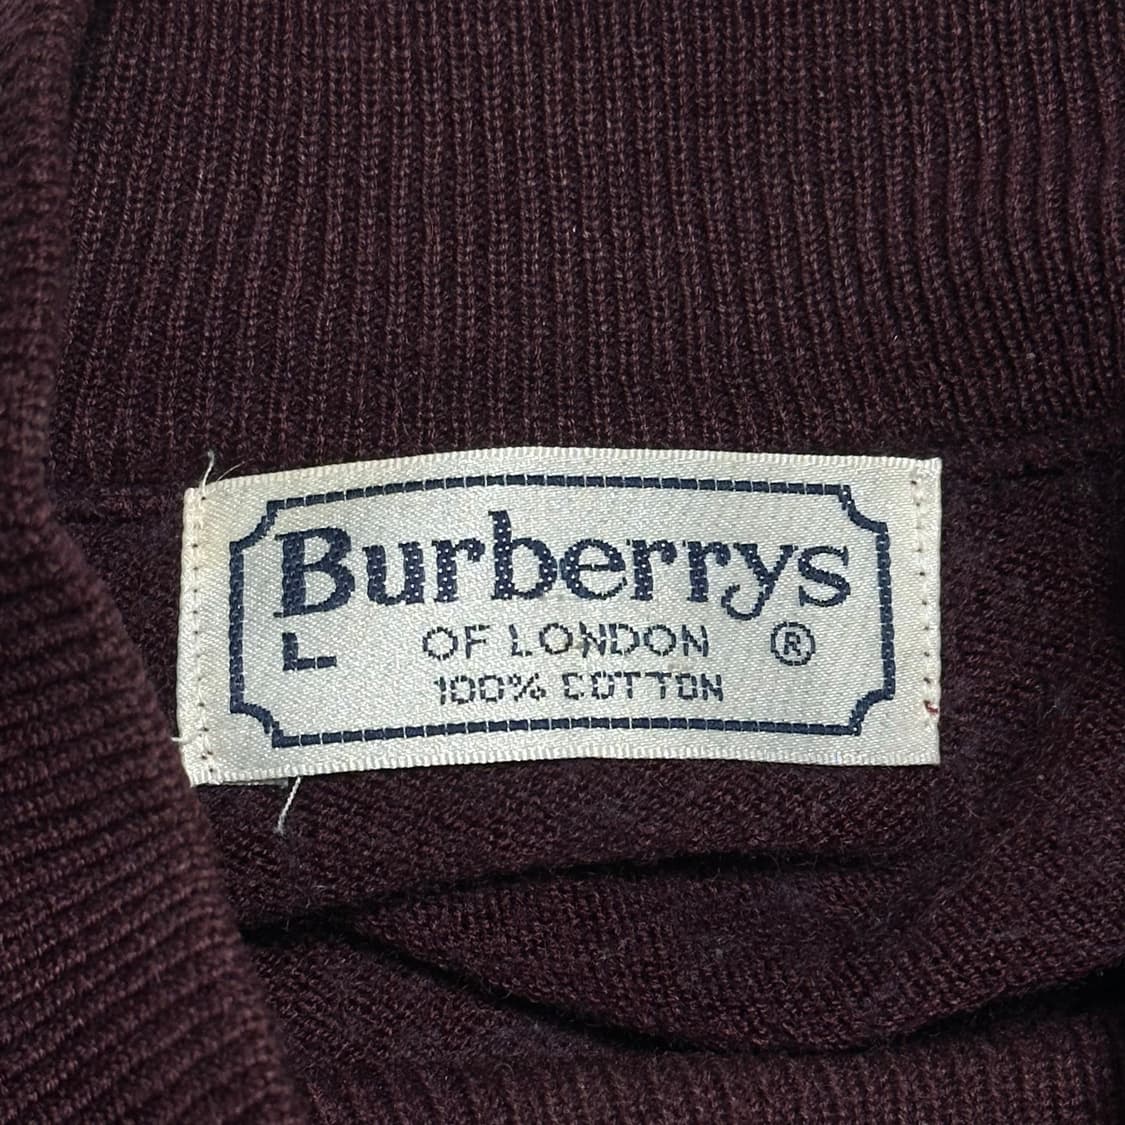 Burberrys
L OF LONDON ®
100% COTTON